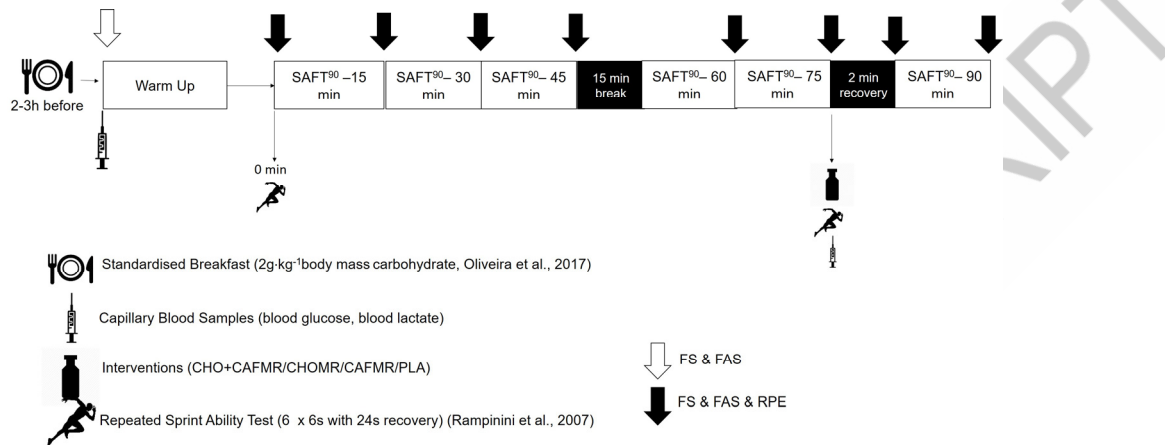 2-3h before
Warm Up
SAFT⁹⁰ –15 min
SAFT⁹⁰– 30 min
SAFT⁹⁰– 45 min
15 min break
SAFT⁹⁰– 60 min
SAFT⁹⁰– 75 min
2 min recovery
SAFT⁹⁰– 90 min
0 min
Standardised Breakfast (2g·kg⁻¹body mass carbohydrate, Oliveira et al., 2017)
Capillary Blood Samples (blood glucose, blood lactate)
Interventions (CHO+CAFMR/CHOMR/CAFMR/PLA)
Repeated Sprint Ability Test (6 x 6s with 24s recovery) (Rampinini et al., 2007)
FS & FAS
FS & FAS & RPE